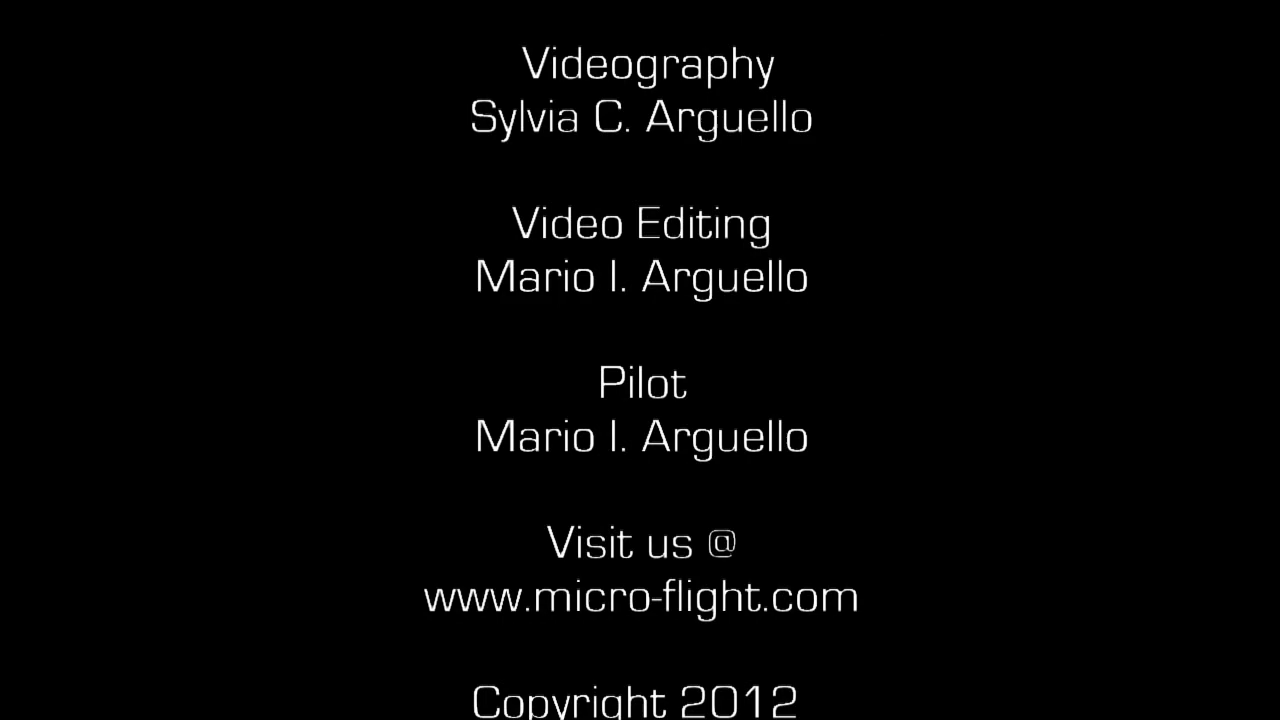 Videography
Sylvia C. Arguello
Video Editing
Mario I. Arguello
Pilot
Mario I. Arguello
Visit us @
www.micro-flight.com
Copyright 2012